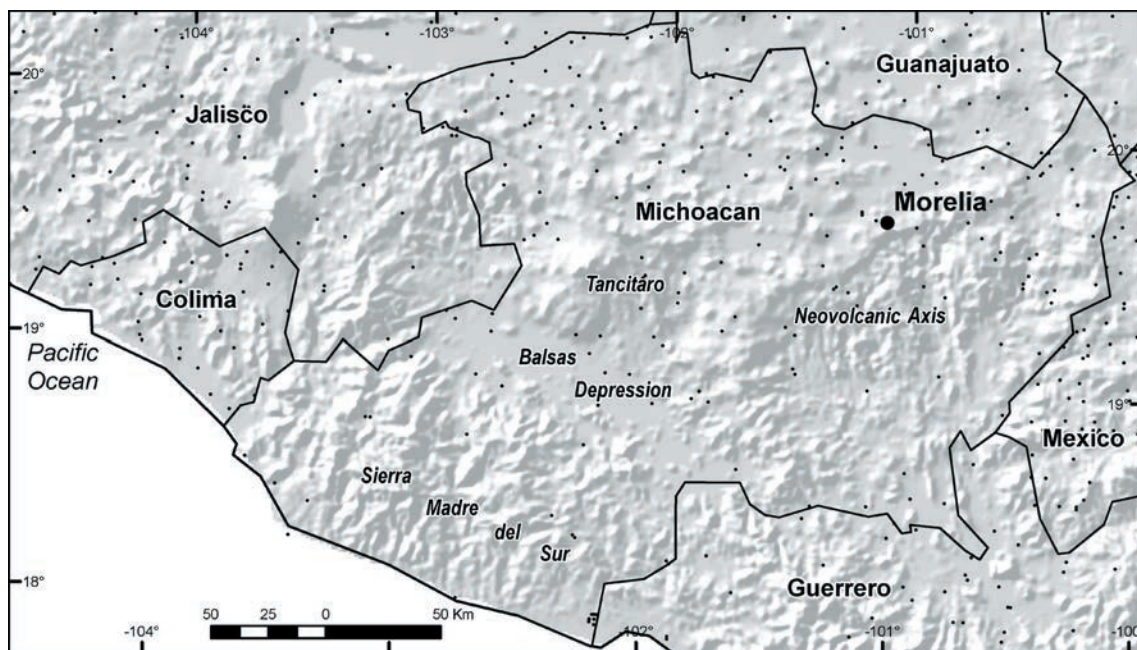 -104°
-103°
-102°
-101°
20°
Guanajuato
Jalisco
20°
Michoacan
Morelia
Tancitaro
Colima
Neovolcanic Axis
19°
Pacific
Ocean
Balsas
Depression
19°
Mexico
Sierra
Madre
del
Sur
18°
Guerrero
50 25 0 50 Km
-104°
-102°
-101°
-100